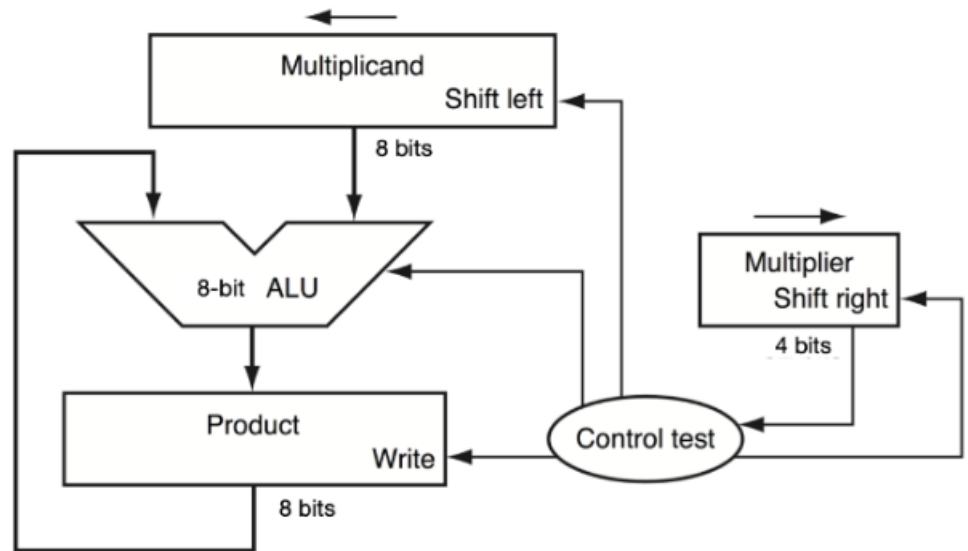 Multiplicand
Shift left
8 bits
8-bit ALU
Multiplier
Shift right
4 bits
Product
Write
Control test
8 bits